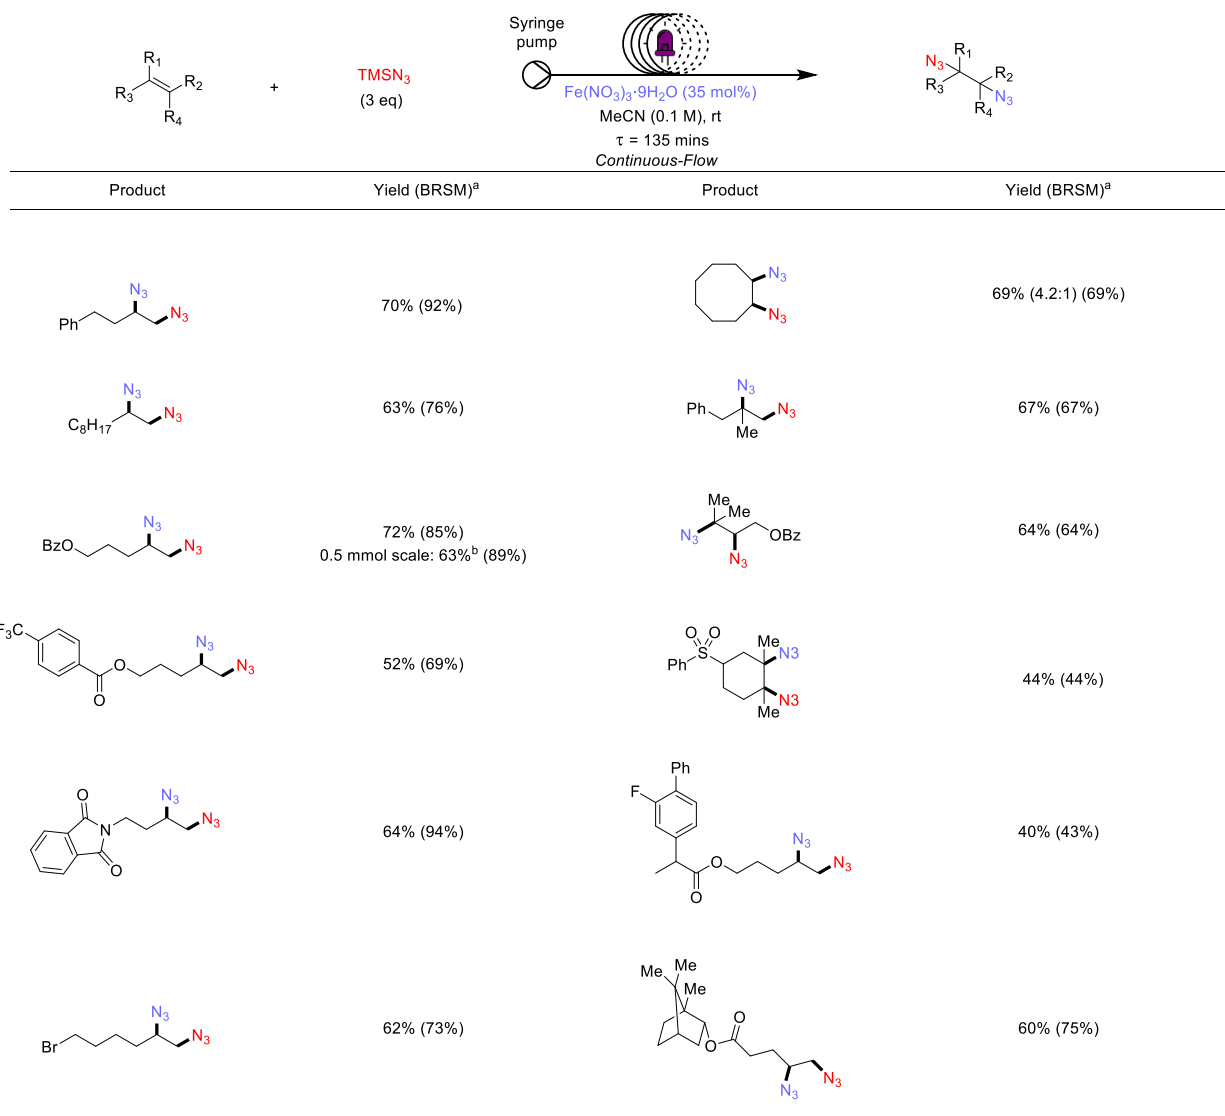 Syringe
pump
R1
R2
R3
R4
+
TMSN3
(3 eq)
Fe(NO3)3·9H2O (35 mol%)
MeCN (0.1 M), rt
τ = 135 mins
Continuous-Flow
N3
R1
R2
R3
R4
N3
Product Yield (BRSM)a Product Yield (BRSM)a
N3
N3
Ph
70% (92%)
N3
N3
69% (4.2:1) (69%)
N3
N3
C8H17
63% (76%)
N3
Ph
N3
Me
67% (67%)
N3
BzO
N3
72% (85%)
0.5 mmol scale: 63%b (89%)
Me
Me
N3
OBz
N3
64% (64%)
F3C
N3
O
N3
O
52% (69%)
O O
S
Ph
Me
N3
N3
Me
44% (44%)
O
N3
N
N3
O
64% (94%)
Ph
F
N3
O
N3
O
40% (43%)
N3
Br
N3
62% (73%)
Me
Me
Me
O
O
N3
N3
60% (75%)